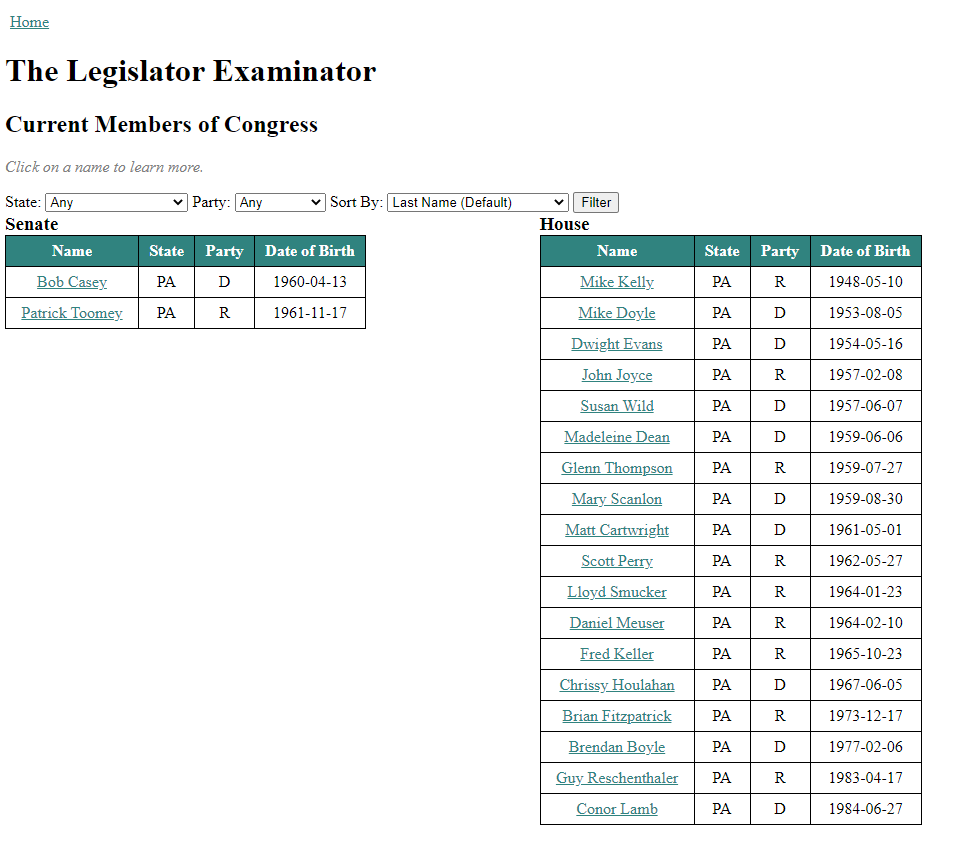 Home
The Legislator Examinator
Current Members of Congress
Click on a name to learn more.
State: Any Party: Any Sort By: Last Name (Default) Filter
Senate
Name State Party Date of Birth
Bob Casey PA D 1960-04-13
Patrick Toomey PA R 1961-11-17
House
Name State Party Date of Birth
Mike Kelly PA R 1948-05-10
Mike Doyle PA D 1953-08-05
Dwight Evans PA D 1954-05-16
John Joyce PA R 1957-02-08
Susan Wild PA D 1957-06-07
Madeleine Dean PA D 1959-06-06
Glenn Thompson PA R 1959-07-27
Mary Scanlon PA D 1959-08-30
Matt Cartwright PA D 1961-05-01
Scott Perry PA R 1962-05-27
Lloyd Smucker PA R 1964-01-23
Daniel Meuser PA R 1964-02-10
Fred Keller PA R 1965-10-23
Chrissy Houlahan PA D 1967-06-05
Brian Fitzpatrick PA R 1973-12-17
Brendan Boyle PA D 1977-02-06
Guy Reschenthaler PA R 1983-04-17
Conor Lamb PA D 1984-06-27